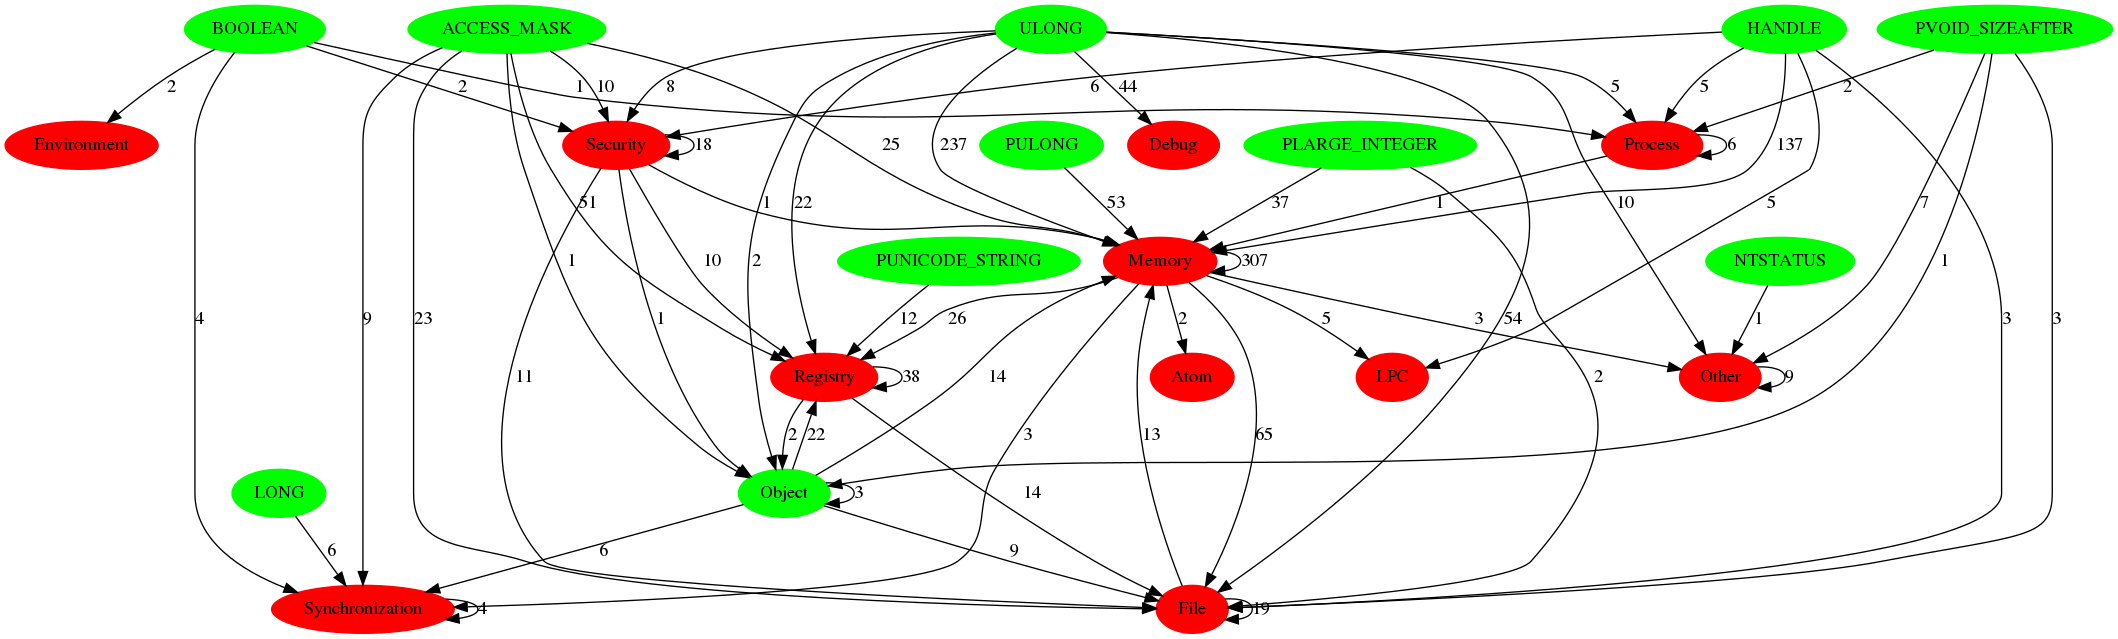 BOOLEAN ACCESS_MASK ULONG HANDLE PVOID_SIZEAFTER
2 2 1 10 8 44 6 5 5 2
Environment Security 18 25 237 PULONG Debug PLARGE_INTEGER Process 6 137
51 1 22 53 37 1 10 5 7
1 10 2 PUNICODE_STRING Memory 307 NTSTATUS 1
4 9 23 1 12 26 2 5 54 3 1 3 3
11 Registry 38 14 Atom LPC 2 Other 9
2 22 3 13 65
LONG Object 3 14
6 6 9
Synchronization 4 File 19